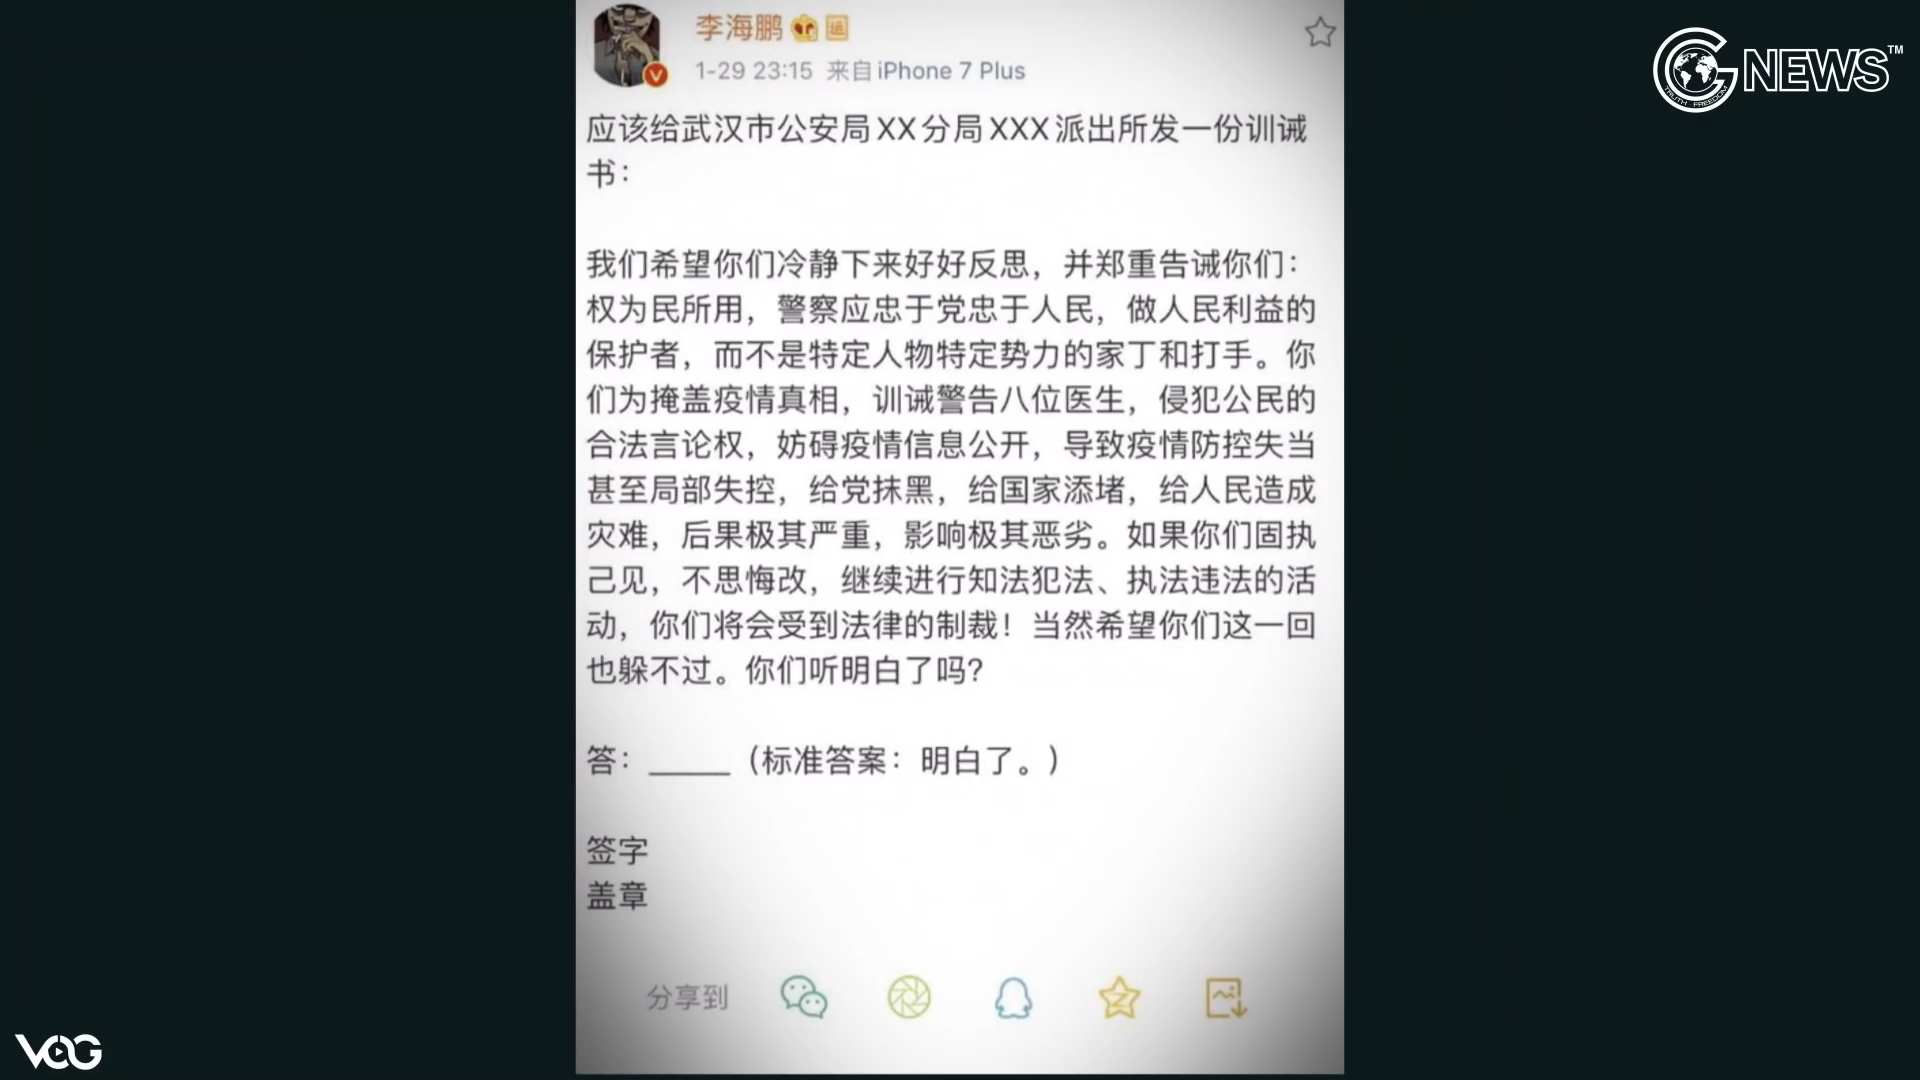 李海鹏
1-29 23:15 来自 iPhone 7 Plus
应该给武汉市公安局XX分局XXX派出所发一份训诫
书：
我们希望你们冷静下来好好反思，并郑重告诫你们：
权为民所用，警察应忠于党忠于人民，做人民利益的
保护者，而不是特定人物特定势力的家丁和打手。你
们为掩盖疫情真相，训诫警告八位医生，侵犯公民的
合法言论权，妨碍疫情信息公开，导致疫情防控失当
甚至局部失控，给党抹黑，给国家添堵，给人民造成
灾难，后果极其严重，影响极其恶劣。如果你们固执
己见，不思悔改，继续进行知法犯法、执法违法的活
动，你们将会受到法律的制裁！当然希望你们这一回
也躲不过。你们听明白了吗？
答：_____（标准答案：明白了。）
签字
盖章
分享到
G NEWS™
TRUTH · FREEDOM
VOG